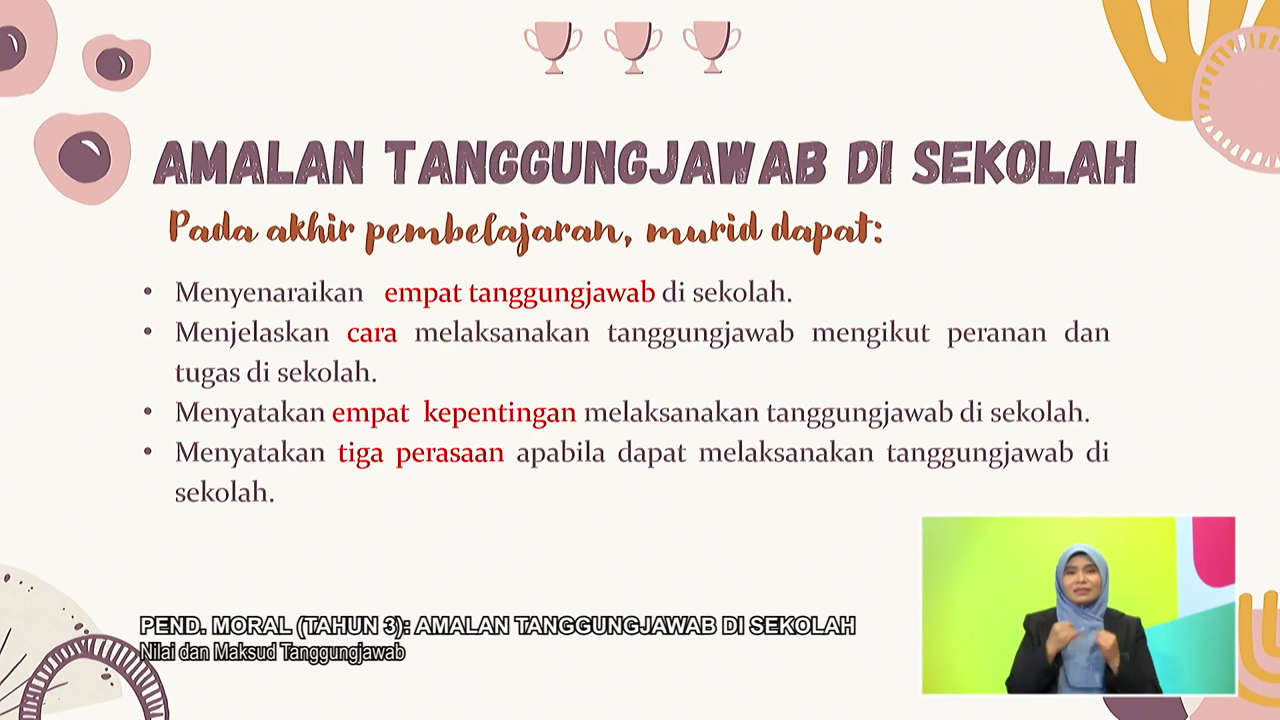 AMALAN TANGGUNGJAWAB DI SEKOLAH
Pada akhir pembelajaran, murid dapat:
• Menyenaraikan empat tanggungjawab di sekolah.
• Menjelaskan cara melaksanakan tanggungjawab mengikut peranan dan
tugas di sekolah.
• Menyatakan empat kepentingan melaksanakan tanggungjawab di sekolah.
• Menyatakan tiga perasaan apabila dapat melaksanakan tanggungjawab di
sekolah.
PEND. MORAL (TAHUN 3): AMALAN TANGGUNGJAWAB DI SEKOLAH
Nilai dan Maksud Tanggungjawab